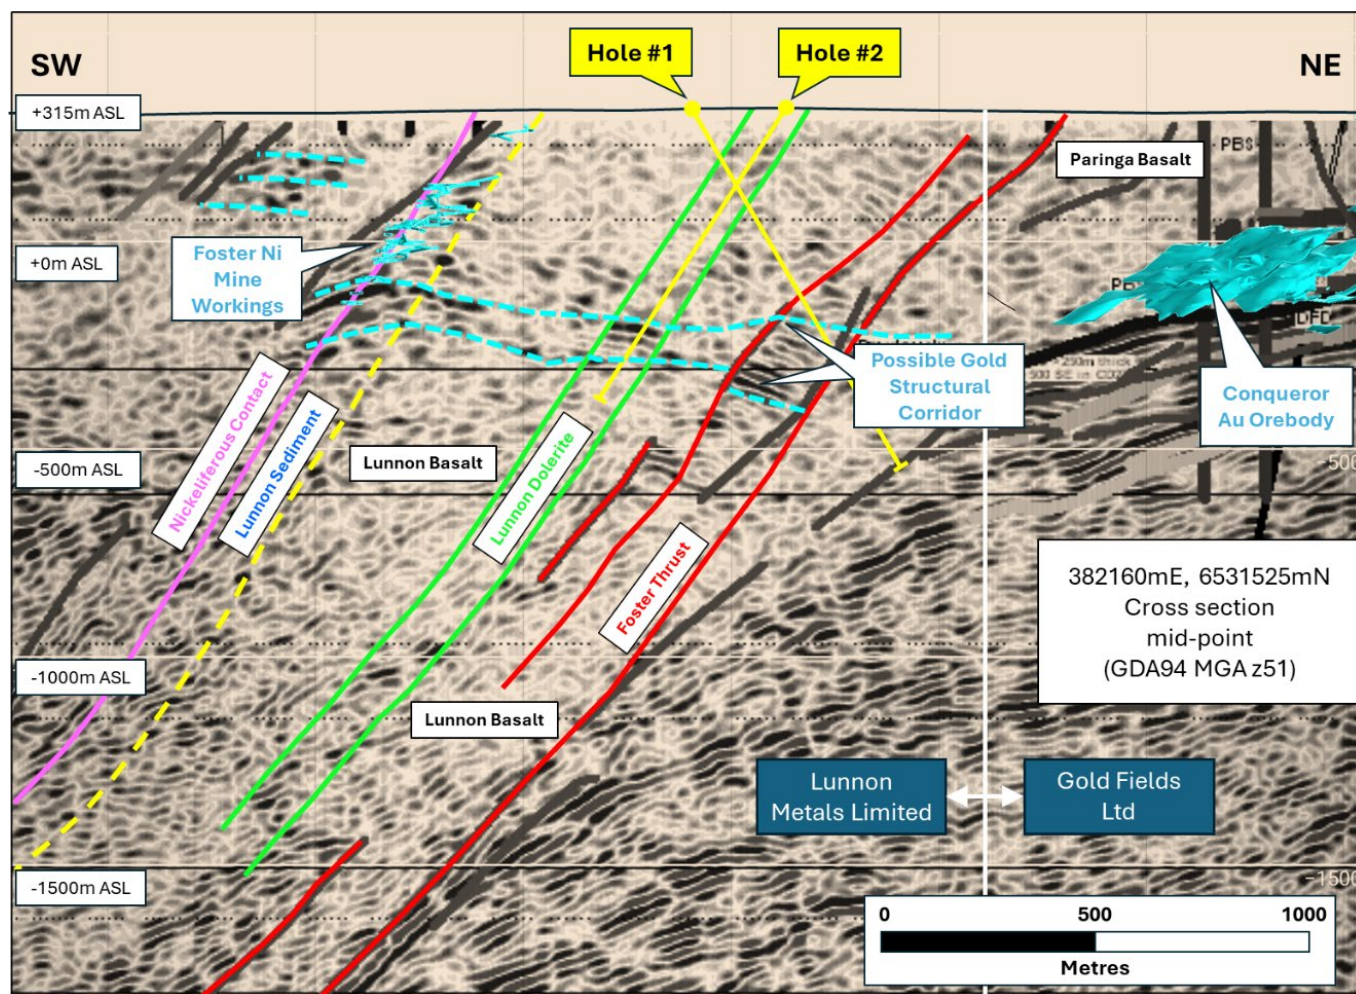 SW
Hole #1
Hole #2
NE
+315m ASL
PBS
Paringa Basalt
Foster Ni
Mine
Workings
+0m ASL
DFD
Possible Gold
Structural
Corridor
Conqueror
Au Orebody
Nickeliferous Contact
Lunnon Sediment
Lunnon Basalt
Lunnon Dolerite
-500m ASL
-500
Foster Thrust
382160mE, 6531525mN
Cross section
mid-point
(GDA94 MGA z51)
-1000m ASL
Lunnon Basalt
Lunnon
Metals Limited
Gold Fields
Ltd
-1500m ASL
-1500
0 500 1000
Metres